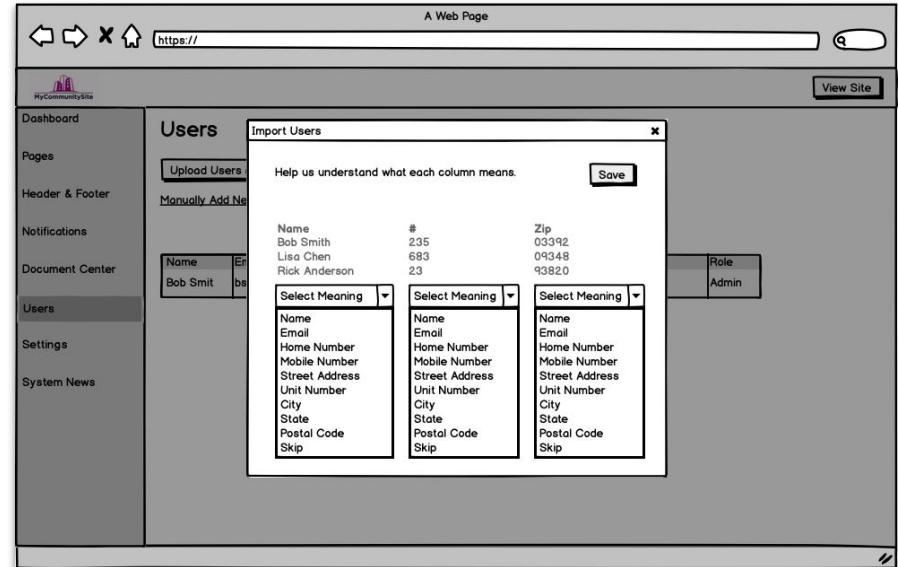 A Web Page
https://
MyCommunitySite
View Site
Dashboard
Pages
Header & Footer
Notifications
Document Center
Users
Settings
System News
Users
Upload Users
Manually Add Ne
Name
Role
Bob Smit
bs
Admin
Import Users
Help us understand what each column means.
Save
Name # Zip
Bob Smith 235 03392
Lisa Chen 683 09348
Rick Anderson 23 93820
Select Meaning Select Meaning Select Meaning
Name Name Name
Email Email Email
Home Number Home Number Home Number
Mobile Number Mobile Number Mobile Number
Street Address Street Address Street Address
Unit Number Unit Number Unit Number
City City City
State State State
Postal Code Postal Code Postal Code
Skip Skip Skip